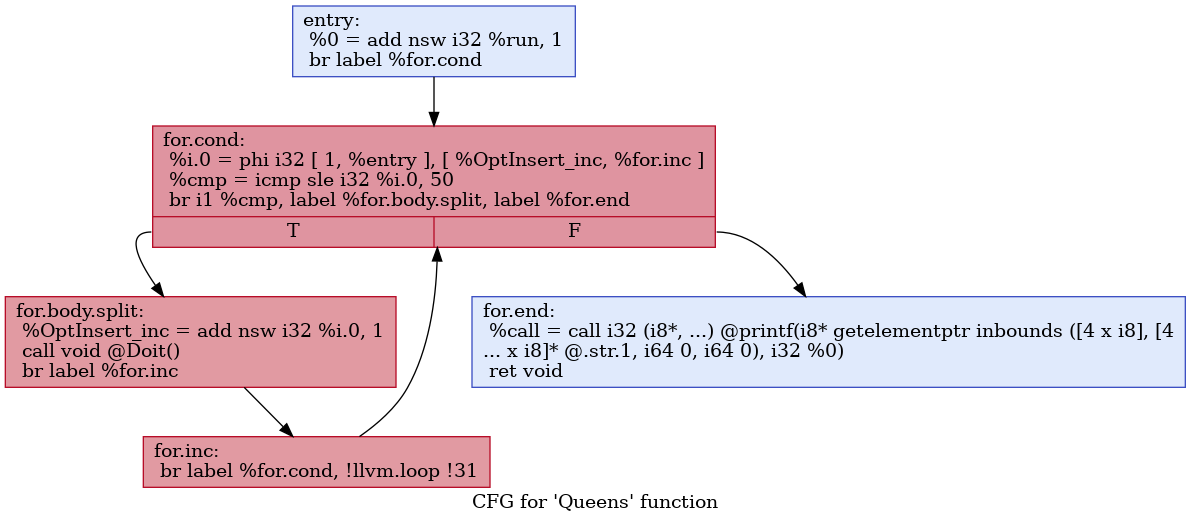 entry:
%0 = add nsw i32 %run, 1
br label %for.cond
for.cond:
%i.0 = phi i32 [ 1, %entry ], [ %OptInsert_inc, %for.inc ]
%cmp = icmp sle i32 %i.0, 50
br i1 %cmp, label %for.body.split, label %for.end
T
F
for.body.split:
%OptInsert_inc = add nsw i32 %i.0, 1
call void @Doit()
br label %for.inc
for.end:
%call = call i32 (i8*, ...) @printf(i8* getelementptr inbounds ([4 x i8], [4
... x i8]* @.str.1, i64 0, i64 0), i32 %0)
ret void
for.inc:
br label %for.cond, !llvm.loop !31
CFG for 'Queens' function